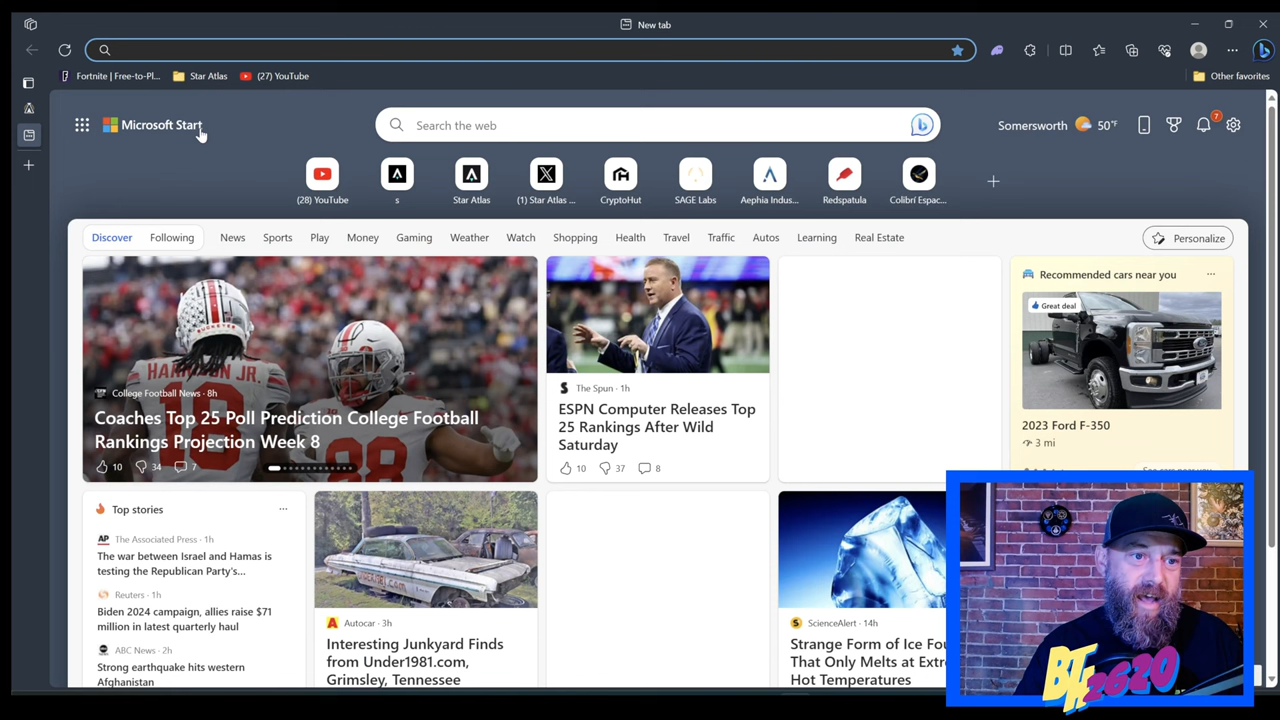 New tab
Fortnite | Free-to-Pl...
Star Atlas
(27) YouTube
Other favorites
Microsoft Start
Search the web
Somersworth
50°F
7
(28) YouTube
s
Star Atlas
(1) Star Atlas ...
CryptoHut
SAGE Labs
Aephia Indus...
Redspatula
Colibrí Espac...
Discover
Following
News
Sports
Play
Money
Gaming
Weather
Watch
Shopping
Health
Travel
Traffic
Autos
Learning
Real Estate
Personalize
BUCKEYES
HARRISON JR.
18
88
College Football News · 8h
Coaches Top 25 Poll Prediction College Football
Rankings Projection Week 8
10
34
7
The Spun · 1h
ESPN Computer Releases Top
25 Rankings After Wild
Saturday
10
37
8
Recommended cars near you
Great deal
2023 Ford F-350
3 mi
Top stories
AP
The Associated Press · 1h
The war between Israel and Hamas is
testing the Republican Party's...
Reuters · 1h
Biden 2024 campaign, allies raise $71
million in latest quarterly haul
ABC News · 2h
Strong earthquake hits western
Afghanistan
Autocar · 3h
Interesting Junkyard Finds
from Under1981.com,
Grimsley, Tennessee
ScienceAlert · 14h
Strange Form of Ice Fou
That Only Melts at Extre
Hot Temperatures